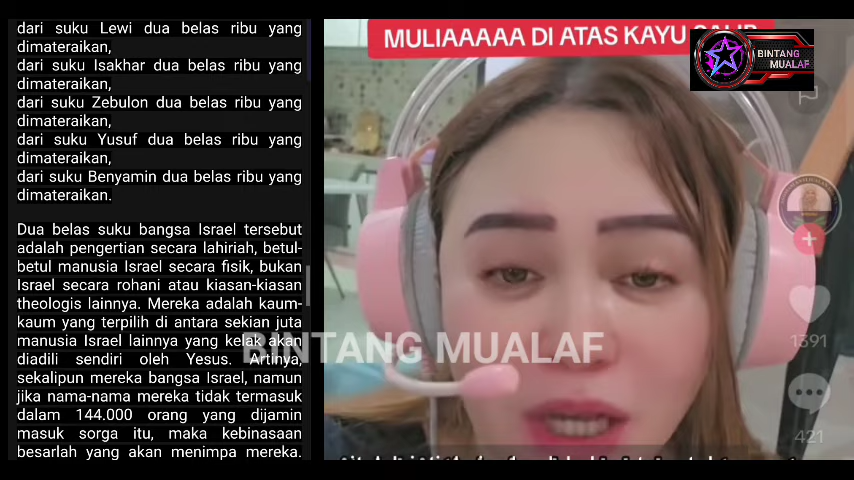 dari suku Lewi dua belas ribu yang
dimateraikan,
dari suku Isakhar dua belas ribu yang
dimateraikan,
dari suku Zebulon dua belas ribu yang
dimateraikan,
dari suku Yusuf dua belas ribu yang
dimateraikan,
dari suku Benyamin dua belas ribu yang
dimateraikan.
Dua belas suku bangsa Israel tersebut
adalah pengertian secara lahiriah, betul-
betul manusia Israel secara fisik, bukan
Israel secara rohani atau kiasan-kiasan
theologis lainnya. Mereka adalah kaum-
kaum yang terpilih di antara sekian juta
manusia Israel lainnya yang kelak akan
diadili sendiri oleh Yesus. Artinya,
sekalipun mereka bangsa Israel, namun
jika nama-nama mereka tidak termasuk
dalam 144.000 orang yang dijamin
masuk sorga itu, maka kebinasaan
besarlah yang akan menimpa mereka.
MULIAAAAA DI ATAS KAYU
BINTANG
MUALAF
BINTANG MUALAF
1391
421